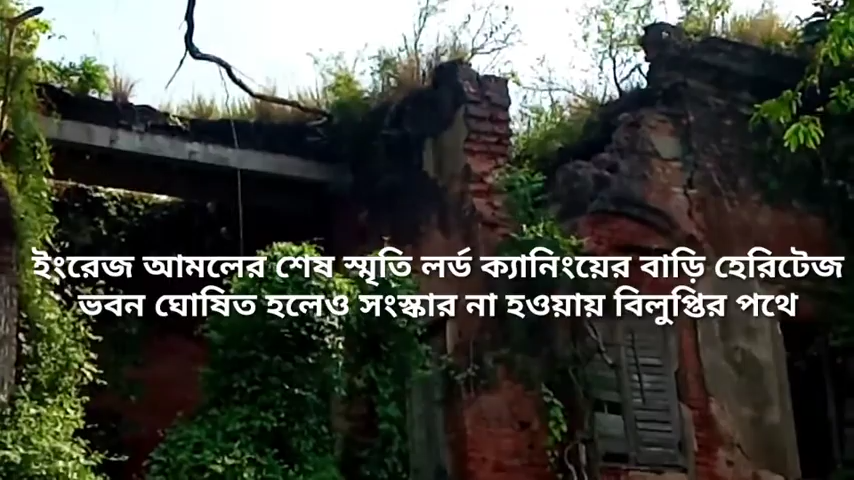 ইংরেজ আমলের শেষ স্মৃতি লর্ড ক্যানিংয়ের বাড়ি হেরিটেজ
ভবন ঘোষিত হলেও সংস্কার না হওয়ায় বিলুপ্তির পথে